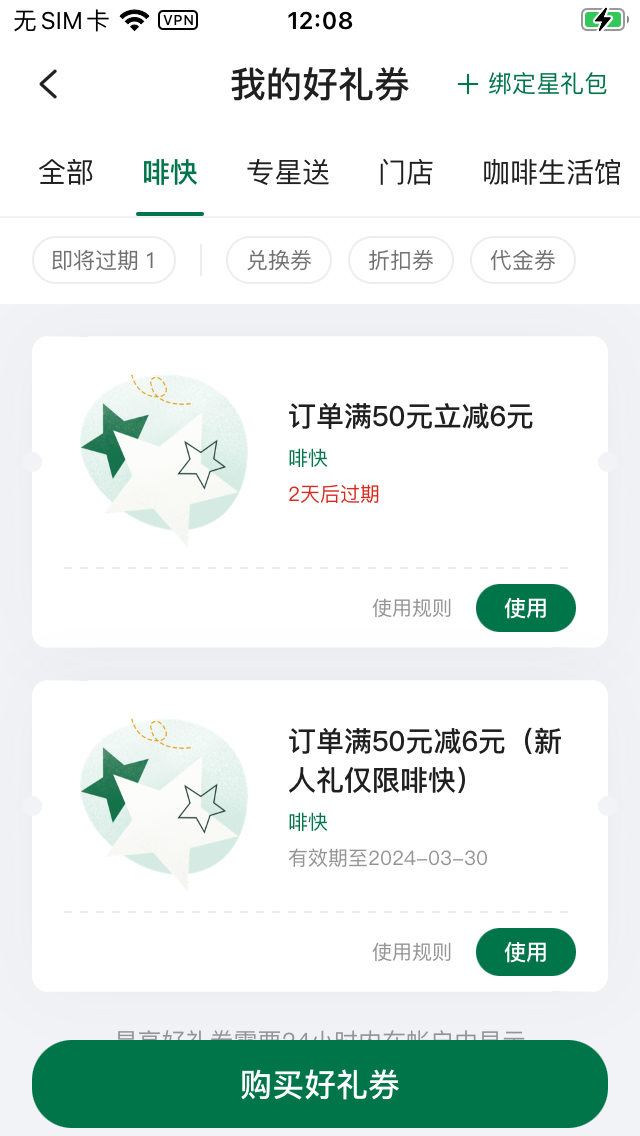 无SIM卡 VPN 12:08
我的好礼券 + 绑定星礼包
全部 啡快 专星送 门店 咖啡生活馆
即将过期 1 兑换券 折扣券 代金券
订单满50元立减6元
啡快
2天后过期
使用规则 使用
订单满50元减6元（新
人礼仅限啡快）
啡快
有效期至2024-03-30
使用规则 使用
购买好礼券